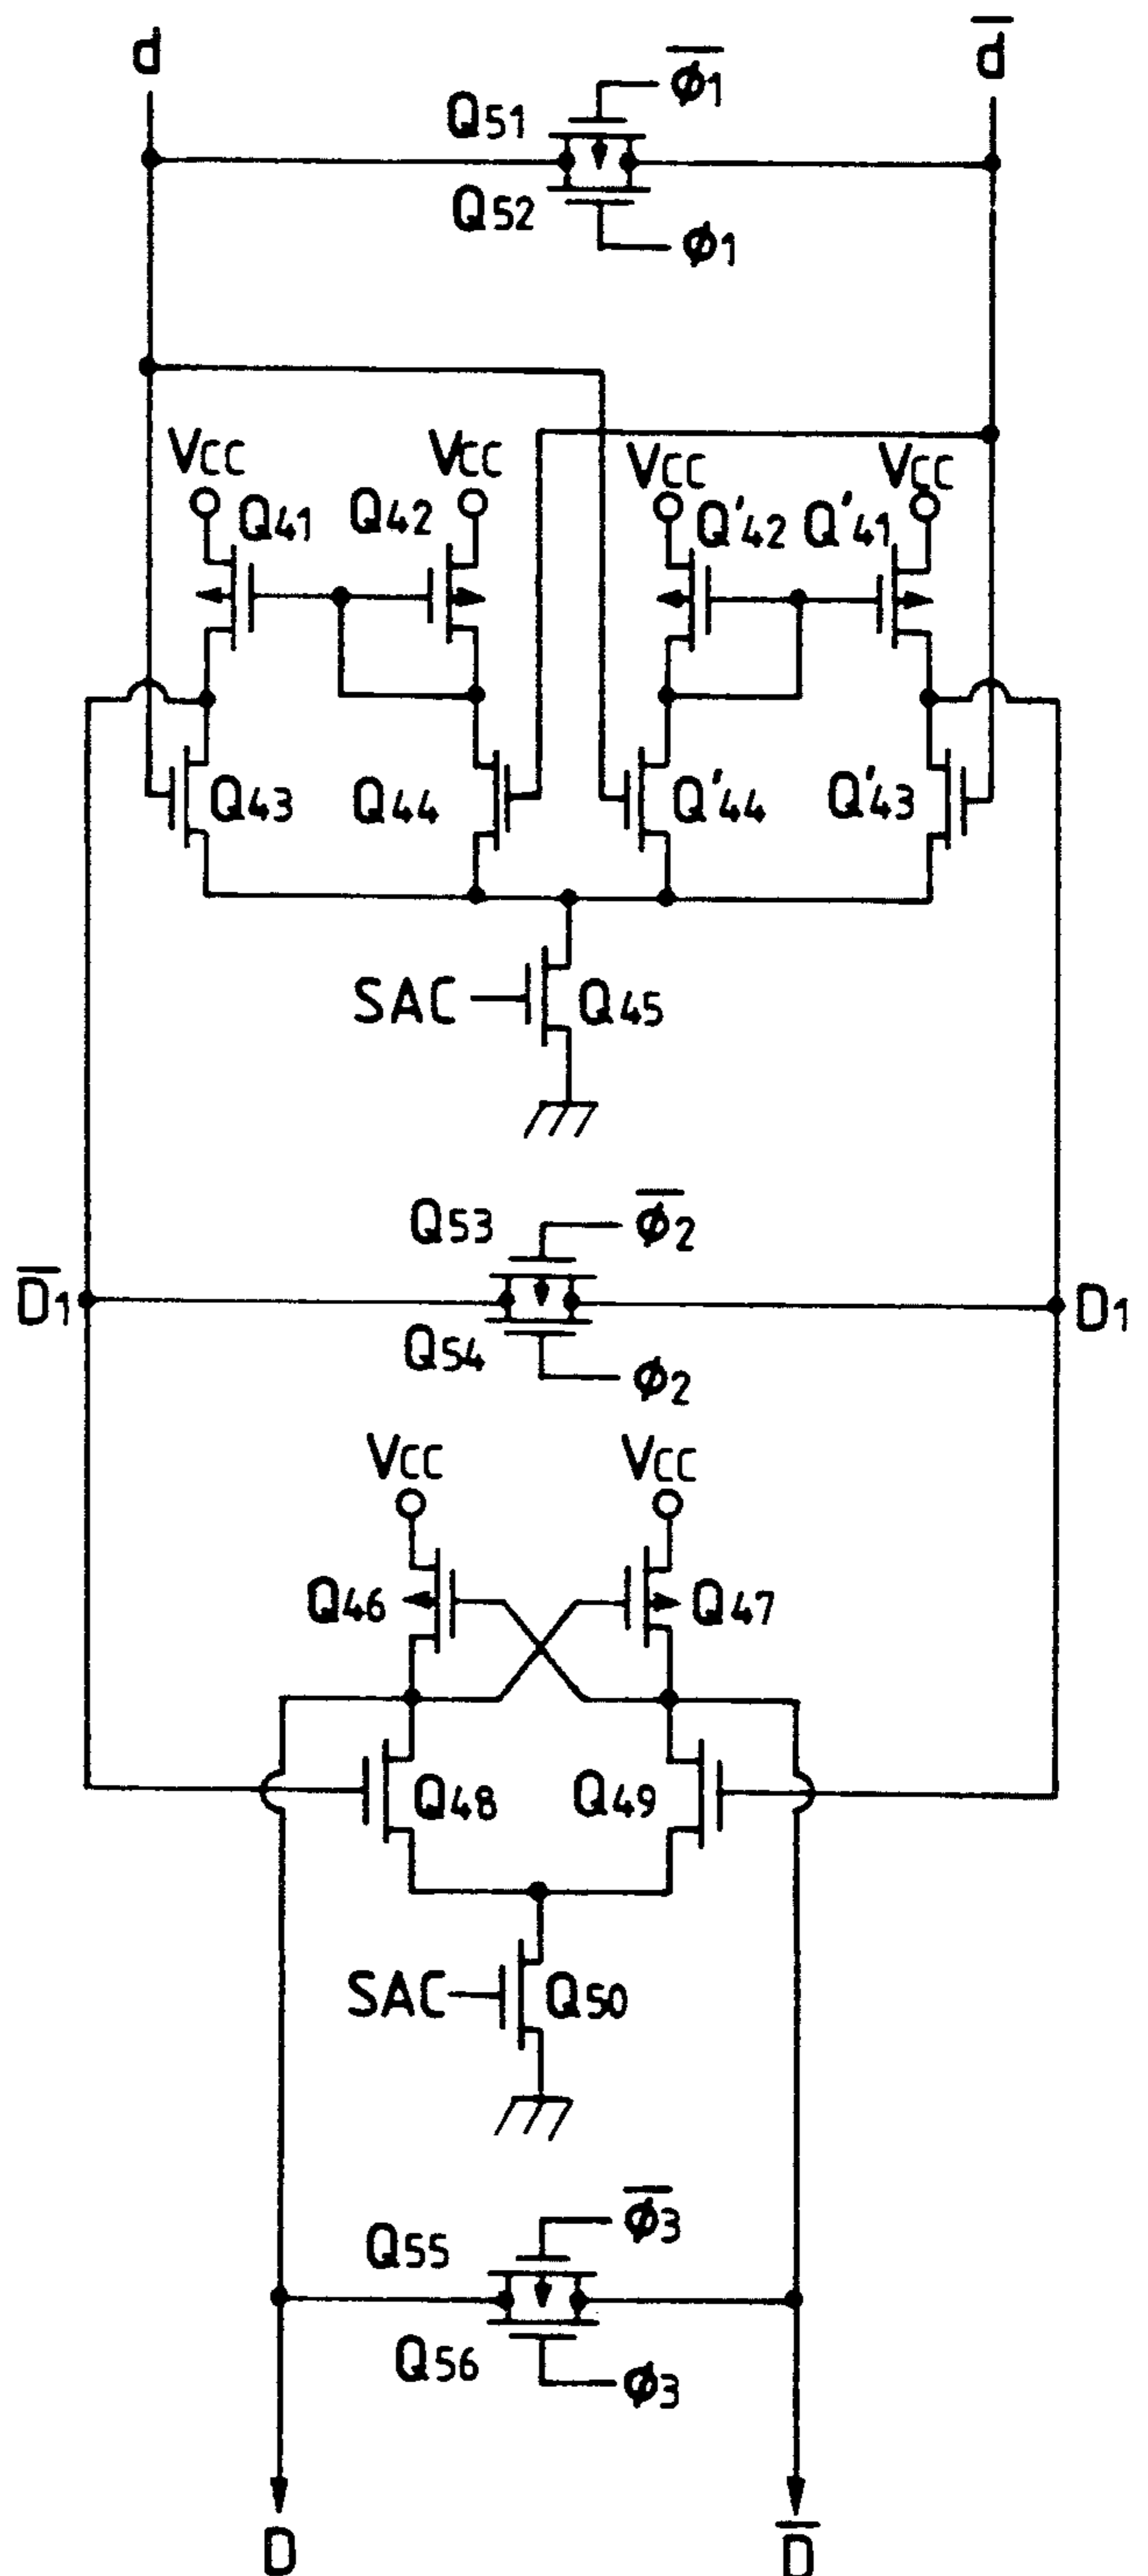 d d̅
Q51 φ̅1
Q52 φ1
VCC VCC VCC VCC
Q41 Q42 Q'42 Q'41
Q43 Q44 Q'44 Q'43
SAC Q45
Q53 φ̅2
D̅1 D1
Q54 φ2
VCC VCC
Q46 Q47
Q48 Q49
SAC Q50
Q55 φ̅3
Q56 φ3
D D̅